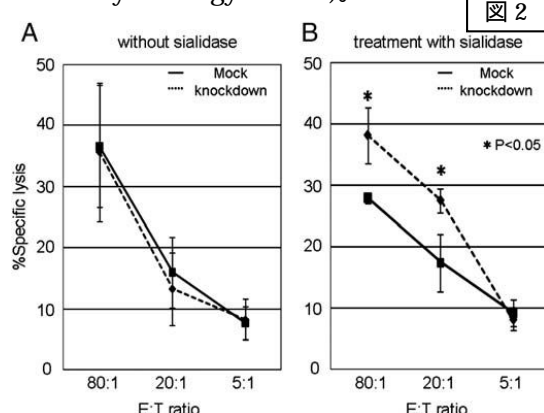 図 2
A without sialidase
B treatment with sialidase
Mock
knockdown
Mock
knockdown
* P<0.05
*
*
%Specific lysis
50
40
30
20
10
0
50
40
30
20
10
0
80:1 20:1 5:1
80:1 20:1 5:1
E:T ratio
E:T ratio